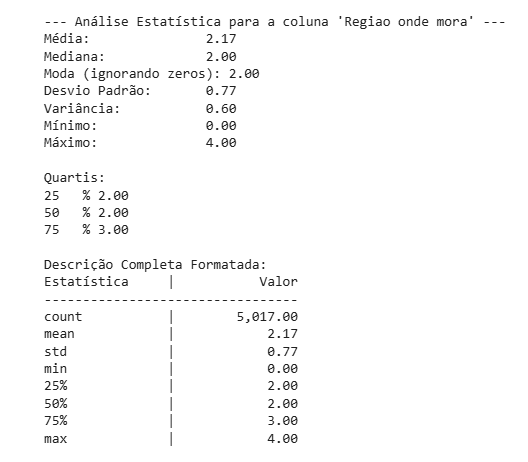 --- Análise Estatística para a coluna 'Regiao onde mora' ---
Média: 2.17
Mediana: 2.00
Moda (ignorando zeros): 2.00
Desvio Padrão: 0.77
Variância: 0.60
Mínimo: 0.00
Máximo: 4.00
Quartis:
25 % 2.00
50 % 2.00
75 % 3.00
Descrição Completa Formatada:
Estatística | Valor
---------------------------------
count | 5,017.00
mean | 2.17
std | 0.77
min | 0.00
25% | 2.00
50% | 2.00
75% | 3.00
max | 4.00